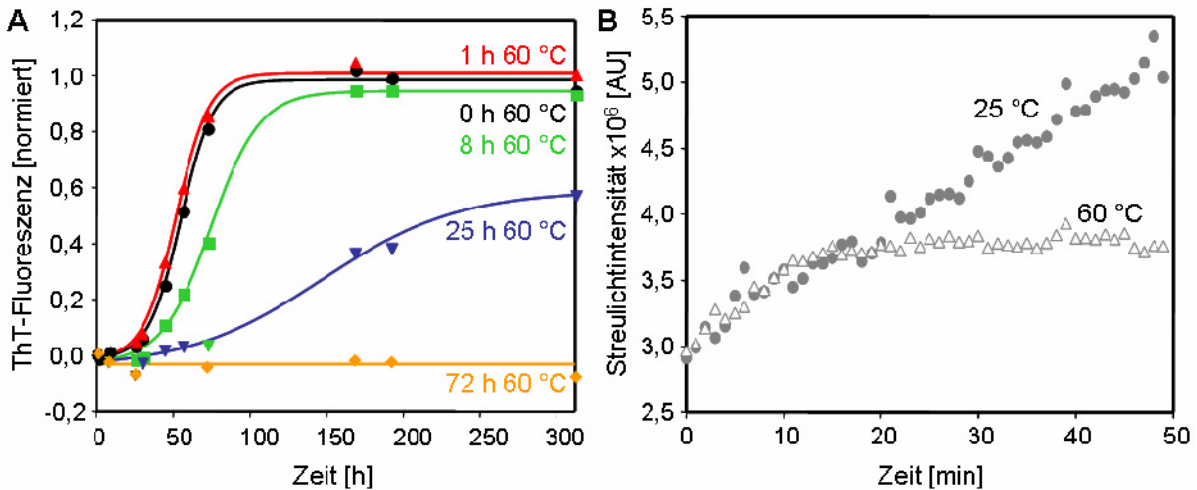 A
ThT-Fluoreszenz [normiert]
1,2
1,0
0,8
0,6
0,4
0,2
0,0
-0,2
1 h 60 °C
0 h 60 °C
8 h 60 °C
25 h 60 °C
72 h 60 °C
0
50
100
150
200
250
300
Zeit [h]
B
Streulichtintensität x10⁶ [AU]
5,5
5,0
4,5
4,0
3,5
3,0
2,5
25 °C
60 °C
0
10
20
30
40
50
Zeit [min]